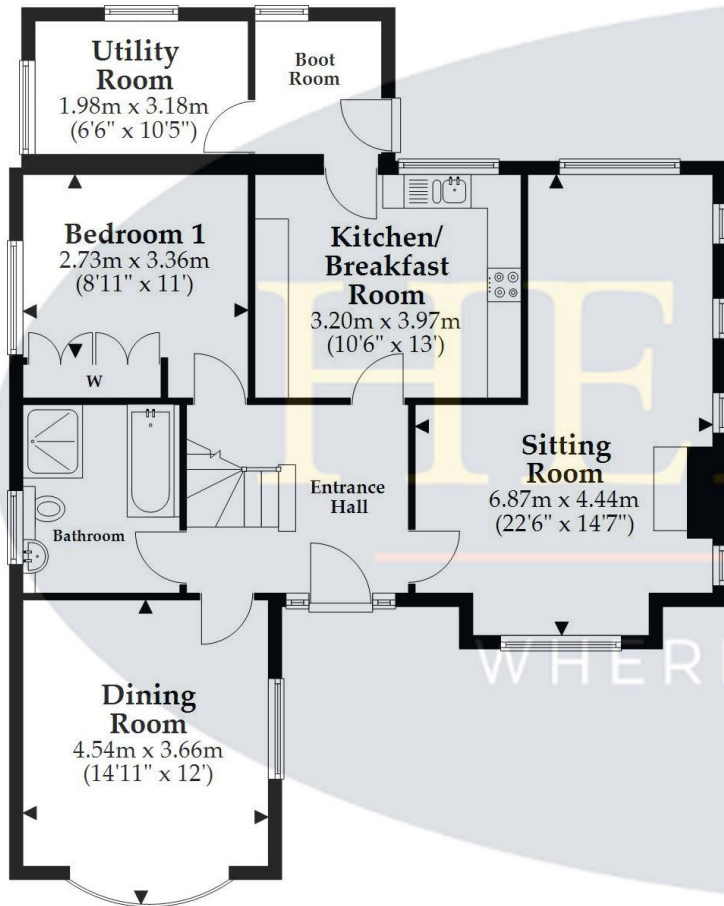 Utility
Room
1.98m x 3.18m
(6'6" x 10'5")
Boot
Room
Bedroom 1
2.73m x 3.36m
(8'11" x 11')
W
Kitchen/
Breakfast
Room
3.20m x 3.97m
(10'6" x 13')
Sitting
Room
6.87m x 4.44m
(22'6" x 14'7")
Entrance
Hall
Bathroom
Dining
Room
4.54m x 3.66m
(14'11" x 12')
HE
WHER